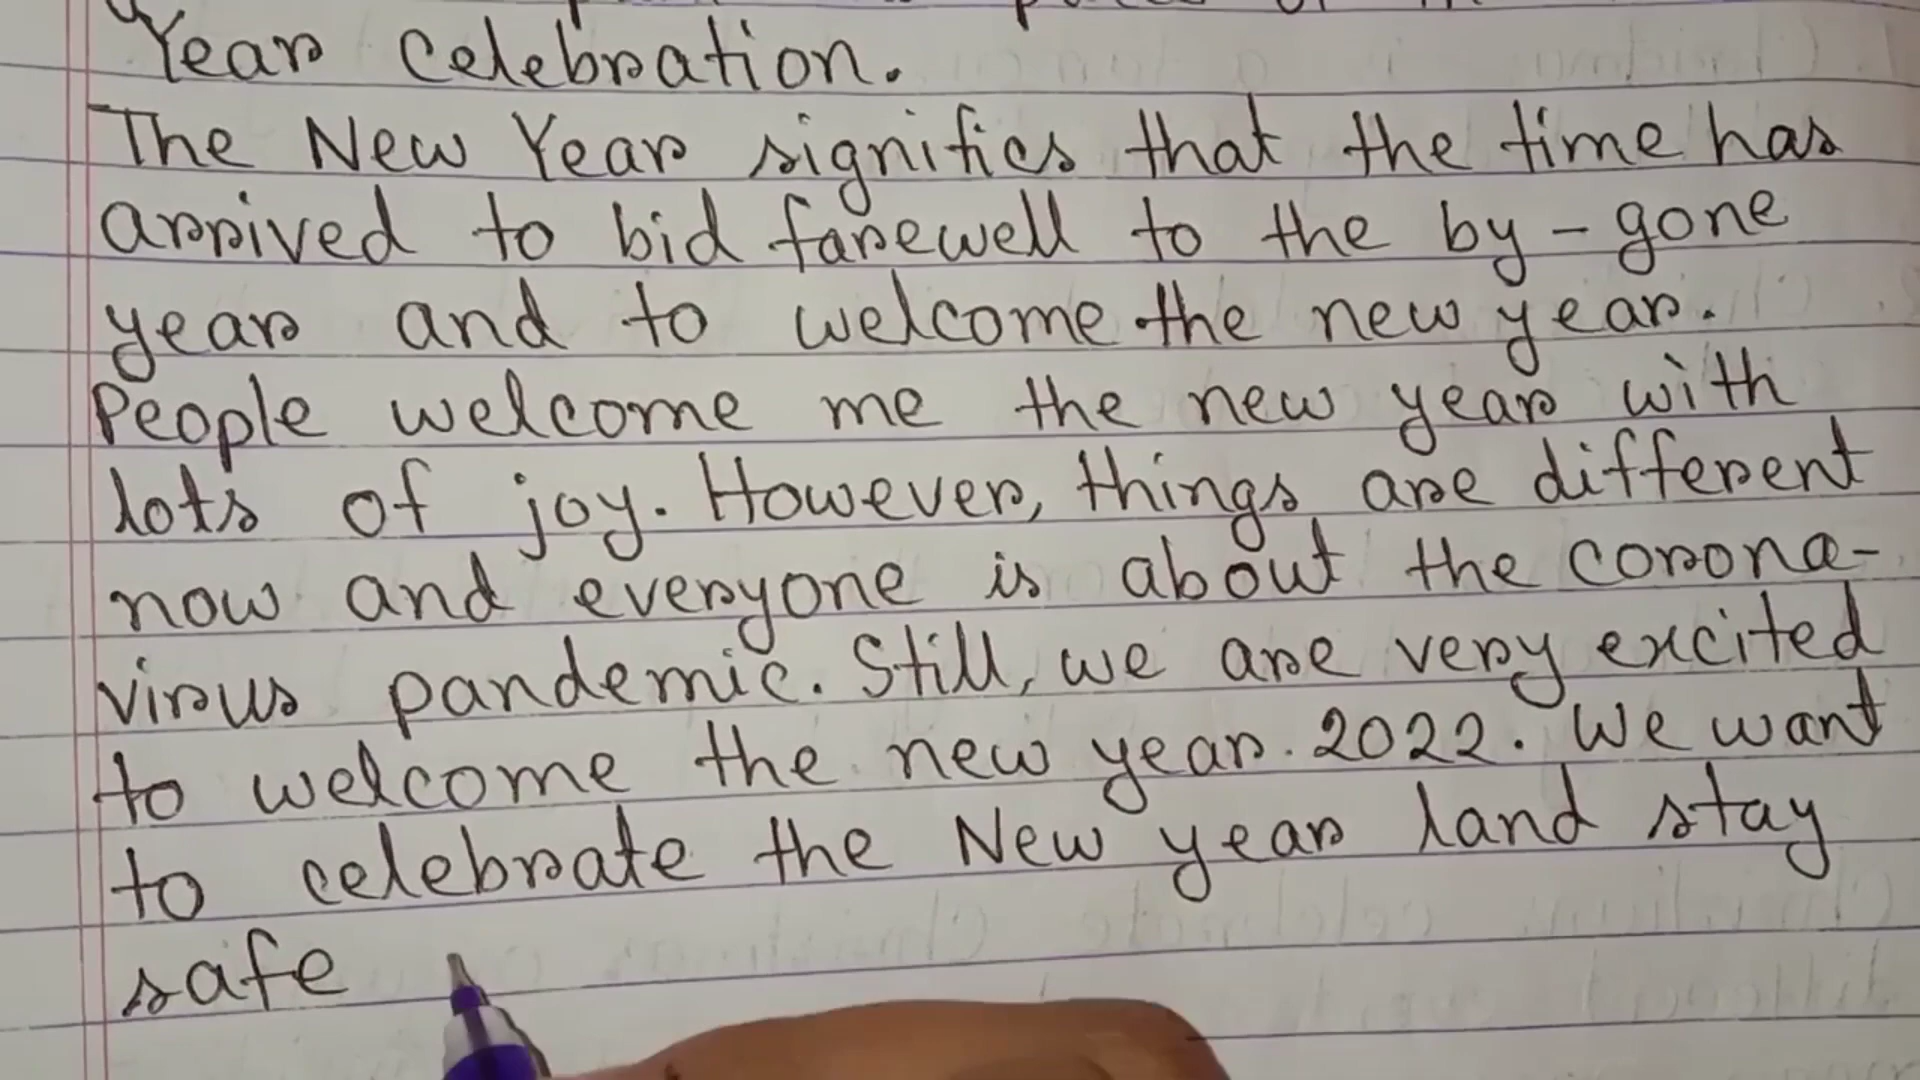 Year Celebration.
The New Year signifies that the time has
arrived to bid farewell to the by-gone
year and to welcome the new year.
People welcome me the new year with
lots of joy. However, things are different
now and everyone is about the corona-
virus pandemic. Still, we are very excited
to welcome the new year. 2022. We want
to celebrate the New year land stay
safe